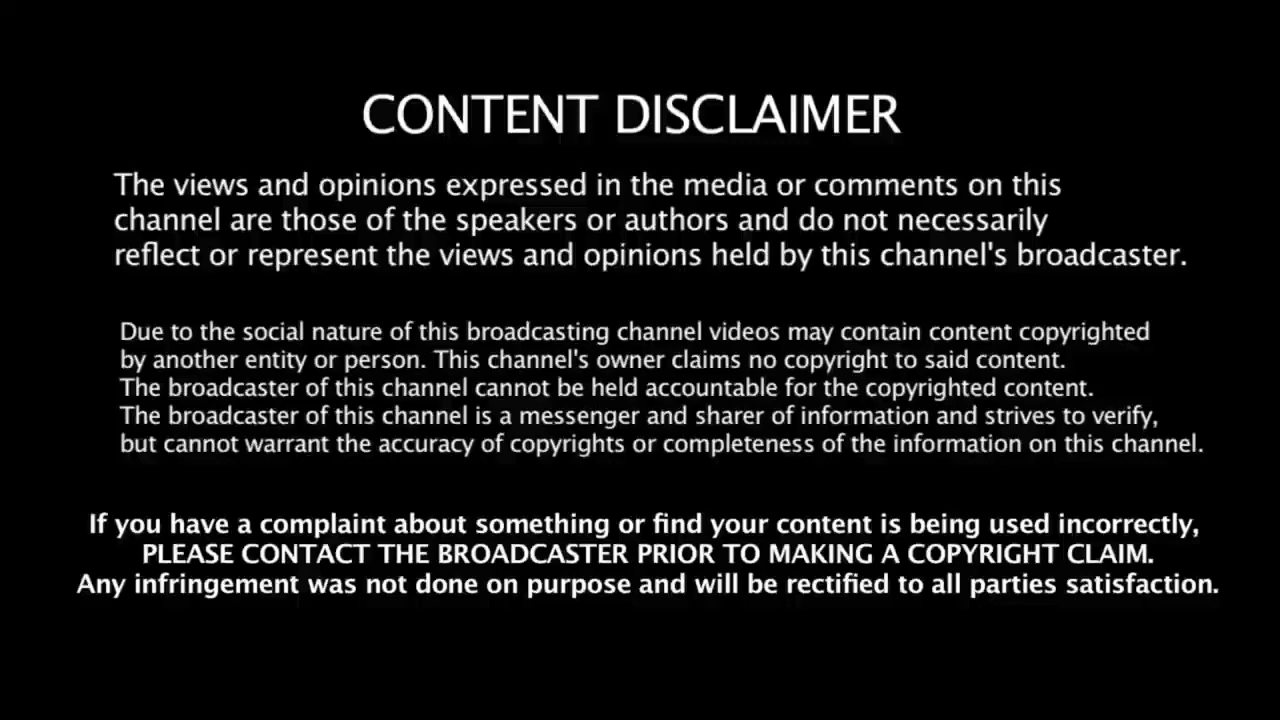 CONTENT DISCLAIMER
The views and opinions expressed in the media or comments on this
channel are those of the speakers or authors and do not necessarily
reflect or represent the views and opinions held by this channel's broadcaster.
Due to the social nature of this broadcasting channel videos may contain content copyrighted
by another entity or person. This channel's owner claims no copyright to said content.
The broadcaster of this channel cannot be held accountable for the copyrighted content.
The broadcaster of this channel is a messenger and sharer of information and strives to verify,
but cannot warrant the accuracy of copyrights or completeness of the information on this channel.
If you have a complaint about something or find your content is being used incorrectly,
PLEASE CONTACT THE BROADCASTER PRIOR TO MAKING A COPYRIGHT CLAIM.
Any infringement was not done on purpose and will be rectified to all parties satisfaction.